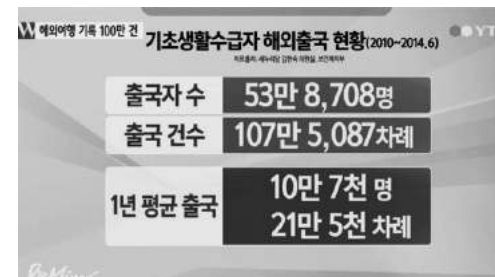 해외여행 기록 100만 건
기초생활수급자 해외출국 현황(2010~2014.6)
YT
출국자 수 53만 8,708명
출국 건수 107만 5,087차례
1년 평균 출국 10만 7천 명
21만 5천 차례